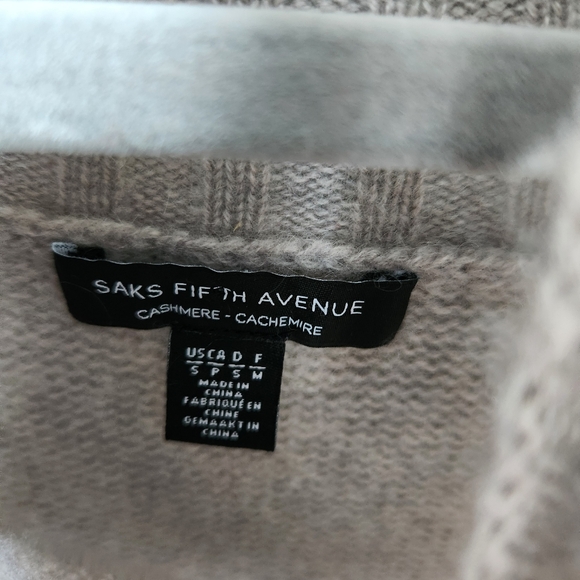 SAKS FIFTH AVENUE
CASHMERE - CACHEMIRE
US CA D F
S P S M
MADE IN
CHINA
FABRIQUÉ EN
CHINE
GEMAAKT IN
CHINA